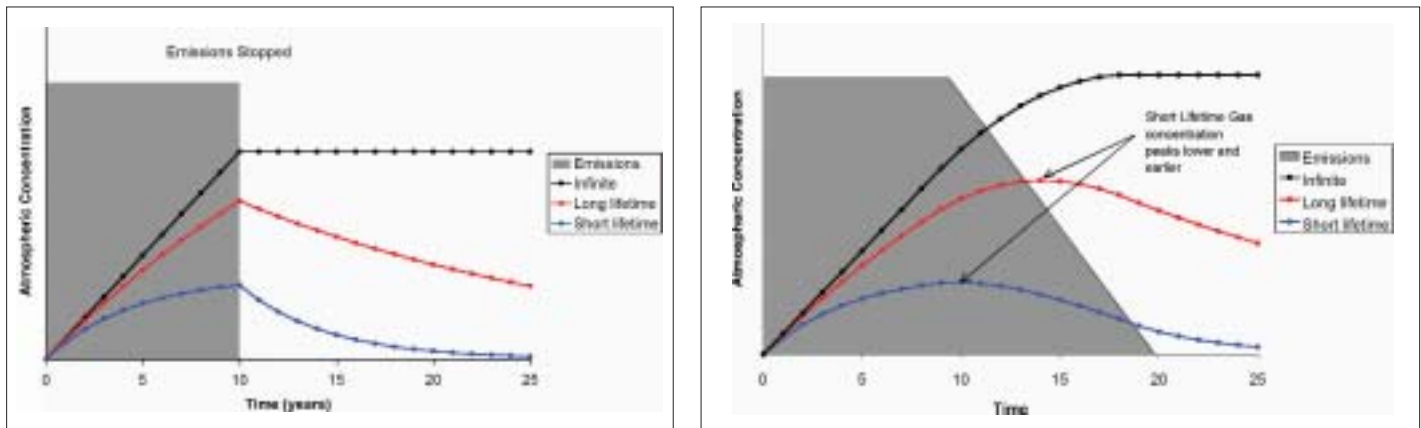 Emissions Stopped
Atmospheric Concentration
Emissions
Infinite
Long lifetime
Short lifetime
0 5 10 15 20 25
Time (years)
Atmospheric Concentration
Short Lifetime Gas
concentration
peaks lower and
earlier
Emissions
Infinite
Long lifetime
Short lifetime
0 5 10 15 20 25
Time